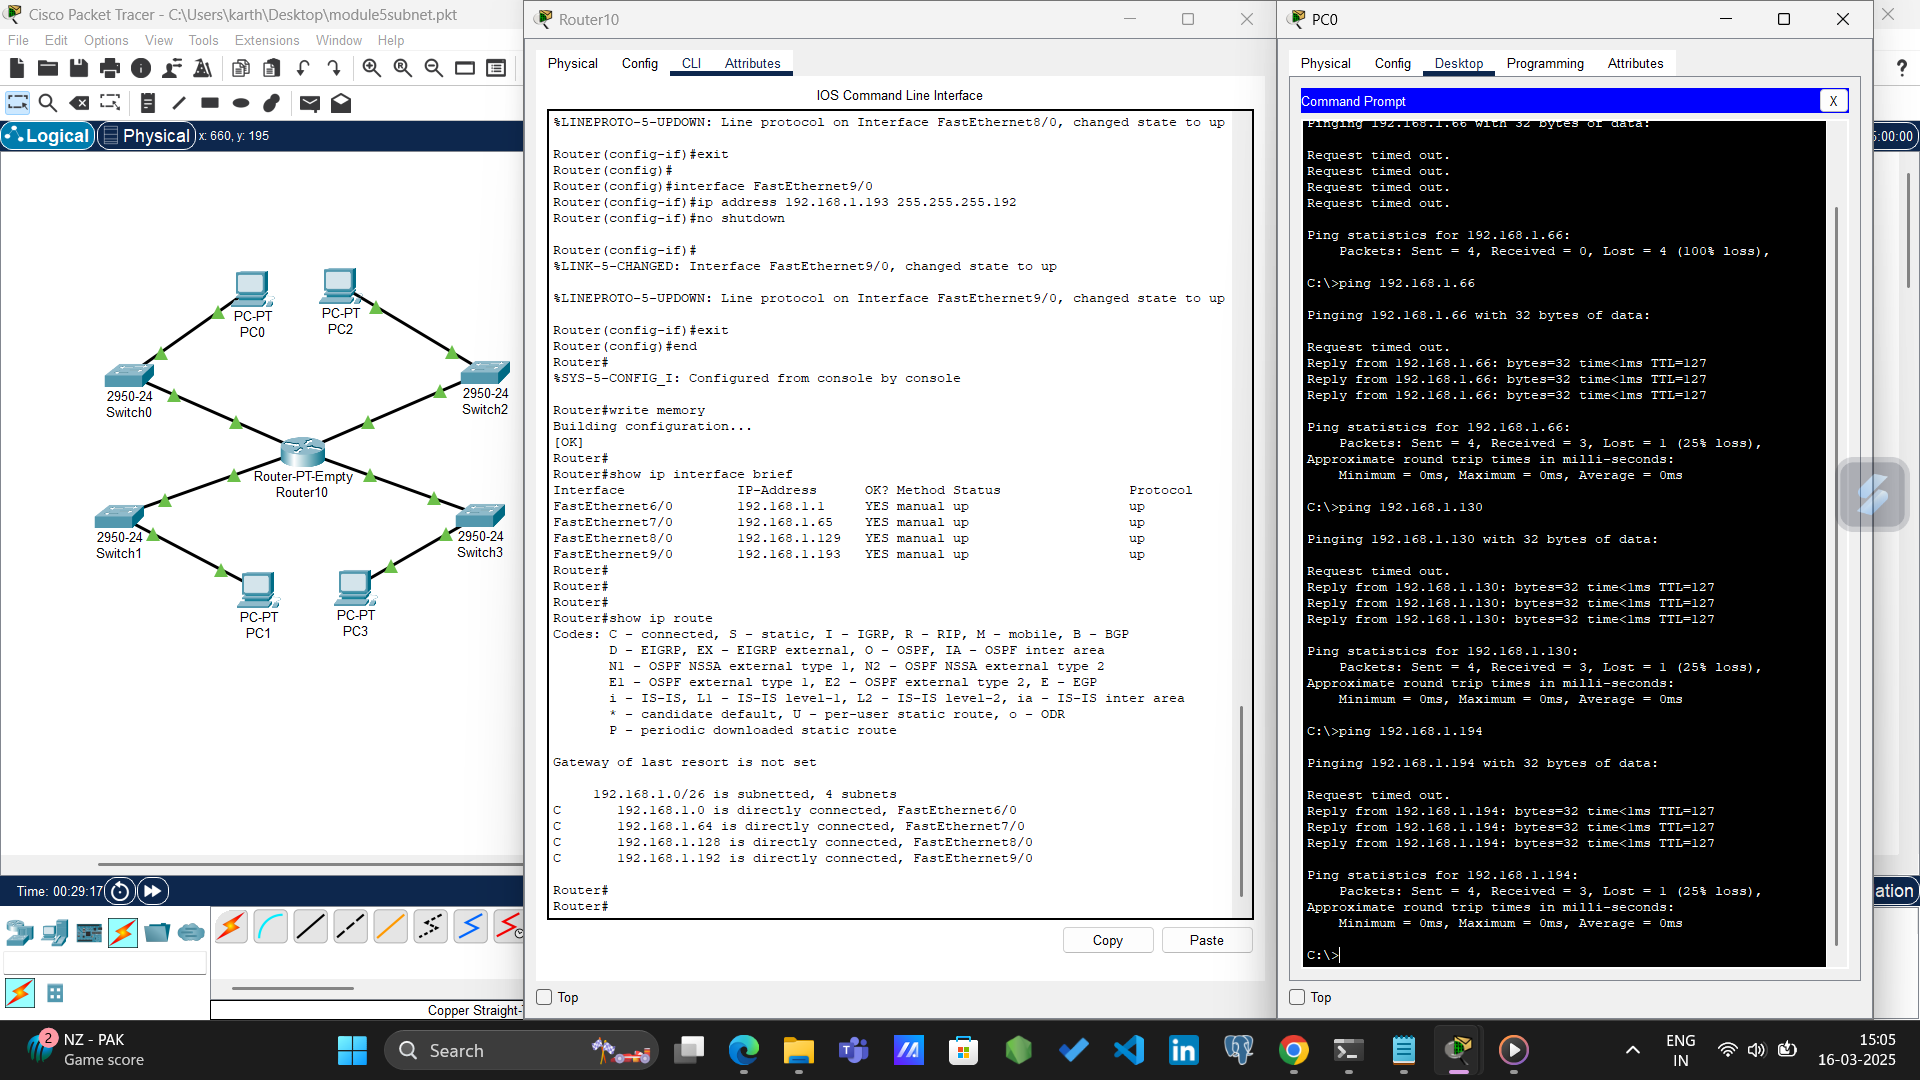 Cisco Packet Tracer - C:\Users\karth\Desktop\module5subnet.pkt
File Edit Options View Tools Extensions Window Help
Logical Physical x: 660, y: 195
PC-PT
PC0
PC-PT
PC2
2950-24
Switch0
2950-24
Switch2
Router-PT-Empty
Router10
2950-24
Switch1
2950-24
Switch3
PC-PT
PC1
PC-PT
PC3
Time: 00:29:17
Copper Straight-
Router10
Physical Config CLI Attributes
IOS Command Line Interface
%LINEPROTO-5-UPDOWN: Line protocol on Interface FastEthernet8/0, changed state to up
Router(config-if)#exit
Router(config)#
Router(config)#interface FastEthernet9/0
Router(config-if)#ip address 192.168.1.193 255.255.255.192
Router(config-if)#no shutdown
Router(config-if)#
%LINK-5-CHANGED: Interface FastEthernet9/0, changed state to up
%LINEPROTO-5-UPDOWN: Line protocol on Interface FastEthernet9/0, changed state to up
Router(config-if)#exit
Router(config)#end
Router#
%SYS-5-CONFIG_I: Configured from console by console
Router#write memory
Building configuration...
[OK]
Router#
Router#show ip interface brief
Interface IP-Address OK? Method Status Protocol
FastEthernet6/0 192.168.1.1 YES manual up up
FastEthernet7/0 192.168.1.65 YES manual up up
FastEthernet8/0 192.168.1.129 YES manual up up
FastEthernet9/0 192.168.1.193 YES manual up up
Router#
Router#
Router#
Router#show ip route
Codes: C - connected, S - static, I - IGRP, R - RIP, M - mobile, B - BGP
D - EIGRP, EX - EIGRP external, O - OSPF, IA - OSPF inter area
N1 - OSPF NSSA external type 1, N2 - OSPF NSSA external type 2
E1 - OSPF external type 1, E2 - OSPF external type 2, E - EGP
i - IS-IS, L1 - IS-IS level-1, L2 - IS-IS level-2, ia - IS-IS inter area
* - candidate default, U - per-user static route, o - ODR
P - periodic downloaded static route
Gateway of last resort is not set
192.168.1.0/26 is subnetted, 4 subnets
C 192.168.1.0 is directly connected, FastEthernet6/0
C 192.168.1.64 is directly connected, FastEthernet7/0
C 192.168.1.128 is directly connected, FastEthernet8/0
C 192.168.1.192 is directly connected, FastEthernet9/0
Router#
Router#
Copy Paste
Top
PC0
Physical Config Desktop Programming Attributes
Command Prompt X
Pinging 192.168.1.66 with 32 bytes of data:
Request timed out.
Request timed out.
Request timed out.
Request timed out.
Ping statistics for 192.168.1.66:
Packets: Sent = 4, Received = 0, Lost = 4 (100% loss),
C:\>ping 192.168.1.66
Pinging 192.168.1.66 with 32 bytes of data:
Request timed out.
Reply from 192.168.1.66: bytes=32 time<1ms TTL=127
Reply from 192.168.1.66: bytes=32 time<1ms TTL=127
Reply from 192.168.1.66: bytes=32 time<1ms TTL=127
Ping statistics for 192.168.1.66:
Packets: Sent = 4, Received = 3, Lost = 1 (25% loss),
Approximate round trip times in milli-seconds:
Minimum = 0ms, Maximum = 0ms, Average = 0ms
C:\>ping 192.168.1.130
Pinging 192.168.1.130 with 32 bytes of data:
Request timed out.
Reply from 192.168.1.130: bytes=32 time<1ms TTL=127
Reply from 192.168.1.130: bytes=32 time<1ms TTL=127
Reply from 192.168.1.130: bytes=32 time<1ms TTL=127
Ping statistics for 192.168.1.130:
Packets: Sent = 4, Received = 3, Lost = 1 (25% loss),
Approximate round trip times in milli-seconds:
Minimum = 0ms, Maximum = 0ms, Average = 0ms
C:\>ping 192.168.1.194
Pinging 192.168.1.194 with 32 bytes of data:
Request timed out.
Reply from 192.168.1.194: bytes=32 time<1ms TTL=127
Reply from 192.168.1.194: bytes=32 time<1ms TTL=127
Reply from 192.168.1.194: bytes=32 time<1ms TTL=127
Ping statistics for 192.168.1.194:
Packets: Sent = 4, Received = 3, Lost = 1 (25% loss),
Approximate round trip times in milli-seconds:
Minimum = 0ms, Maximum = 0ms, Average = 0ms
C:\>
Top
?
5:00:00
ation
2
NZ - PAK
Game score
Search
ENG
IN
15:05
16-03-2025